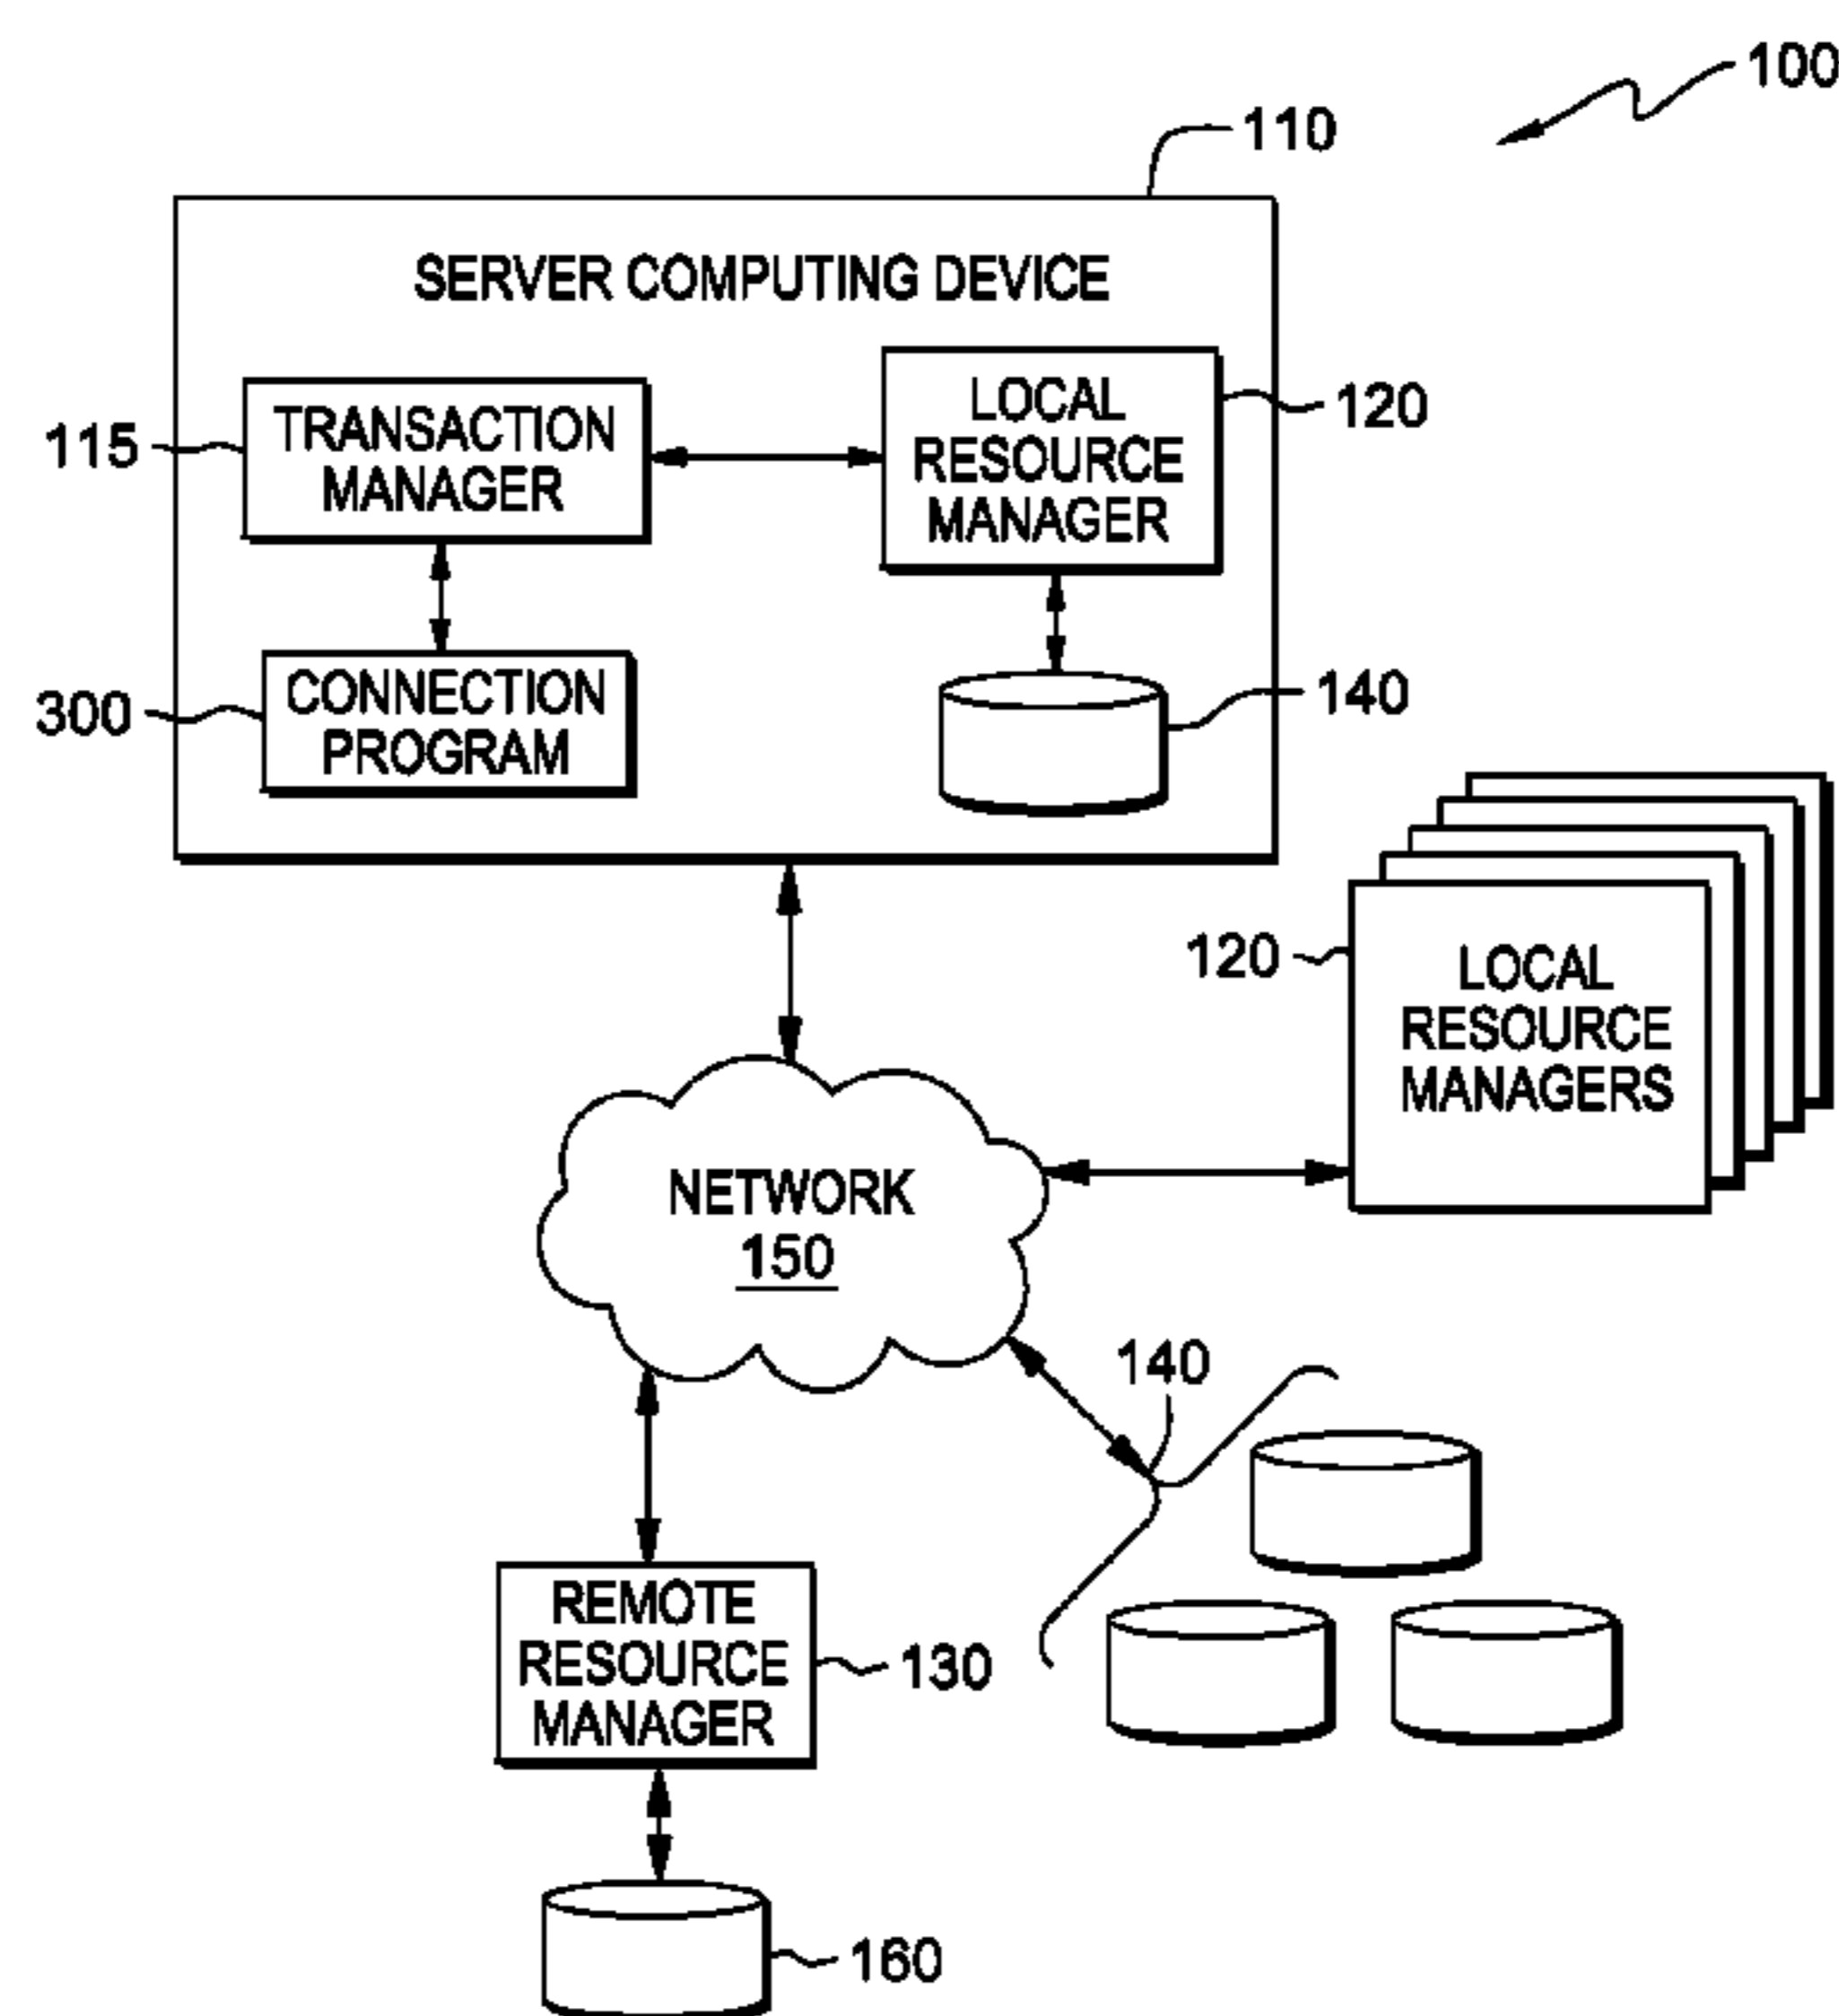 100
110
SERVER COMPUTING DEVICE
115
TRANSACTION
MANAGER
LOCAL
RESOURCE
MANAGER
120
300
CONNECTION
PROGRAM
140
120
LOCAL
RESOURCE
MANAGERS
NETWORK
150
140
REMOTE
RESOURCE
MANAGER
130
160